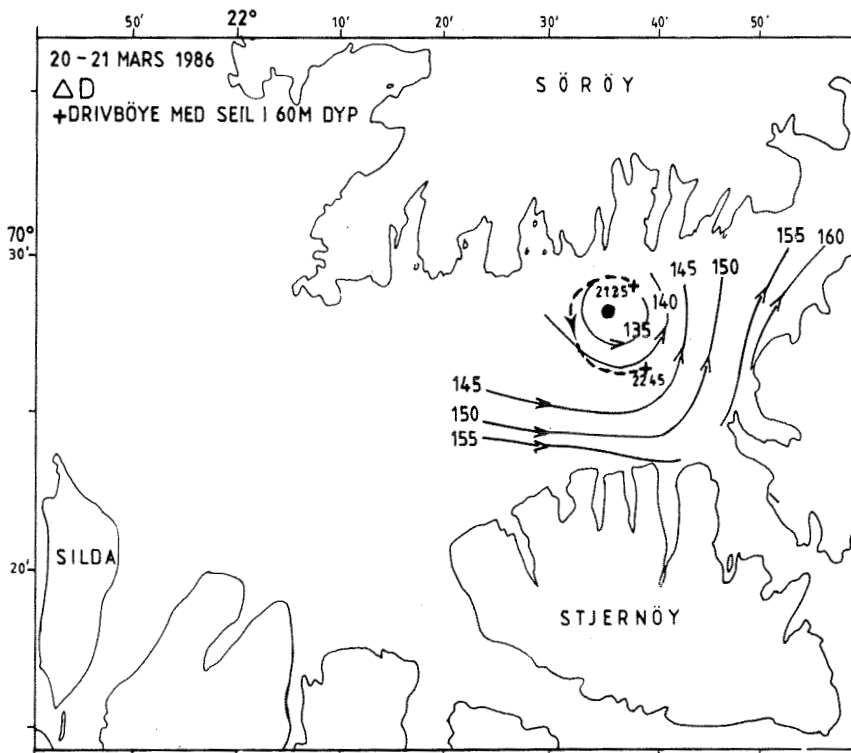 50' 22° 10' 20' 30' 40' 50'
20-21 MARS 1986
△D
+DRIVBÖYE MED SEIL I 60M DYP
SÖRÖY
70°
30'
155 160
145 150
2125
140
135
2245
145
150
155
20'
SILDA
STJERNÖY